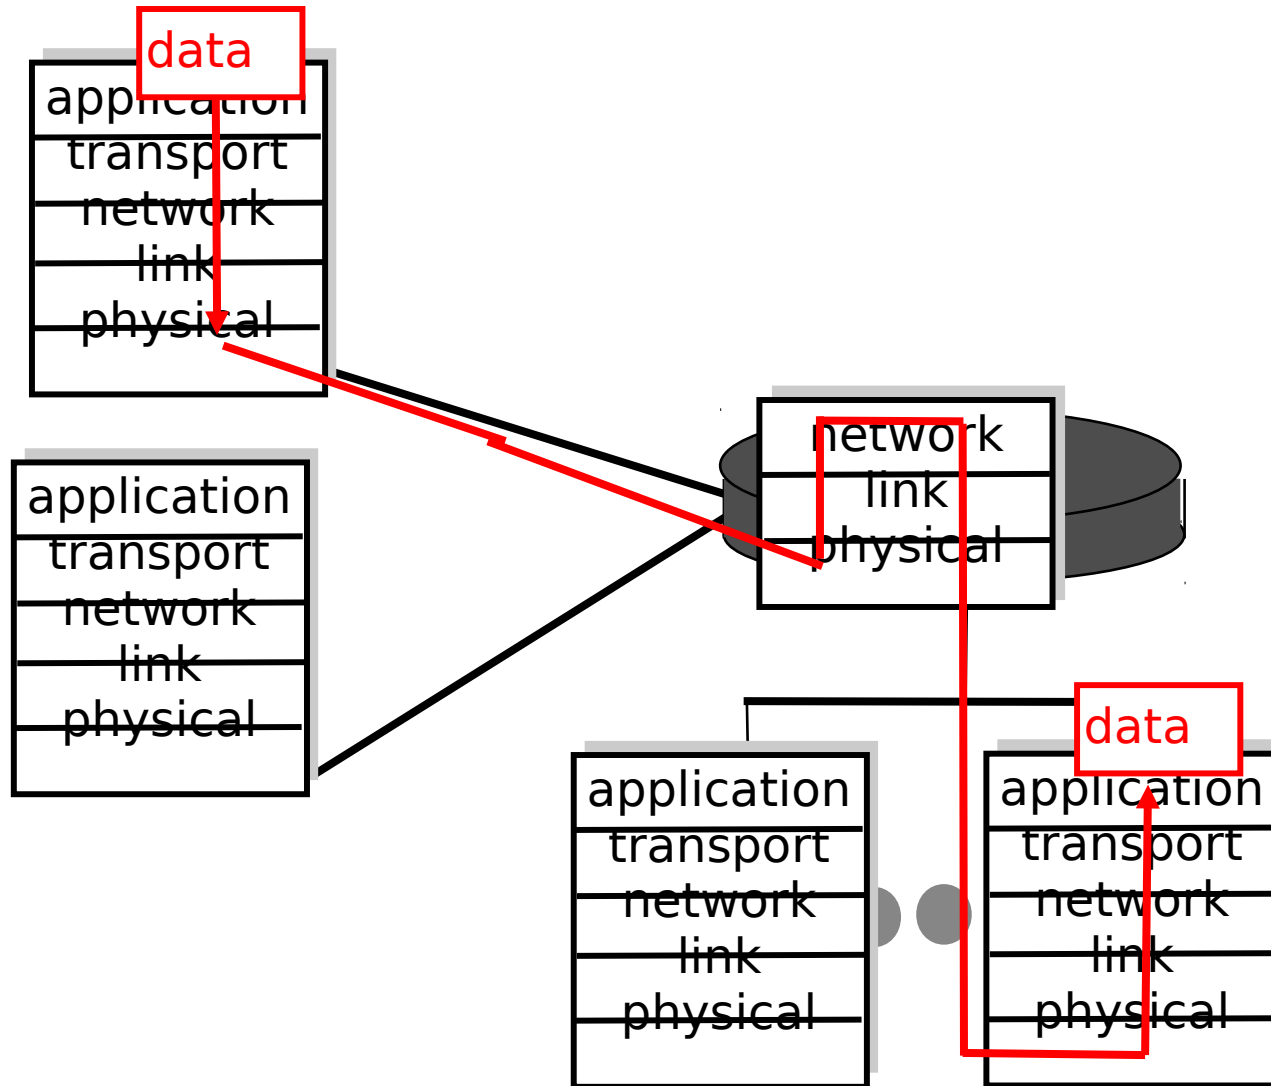 data
application
transport
network
link
physical
application
transport
network
link
physical
network
link
physical
application
transport
network
link
physical
data
application
transport
network
link
physical